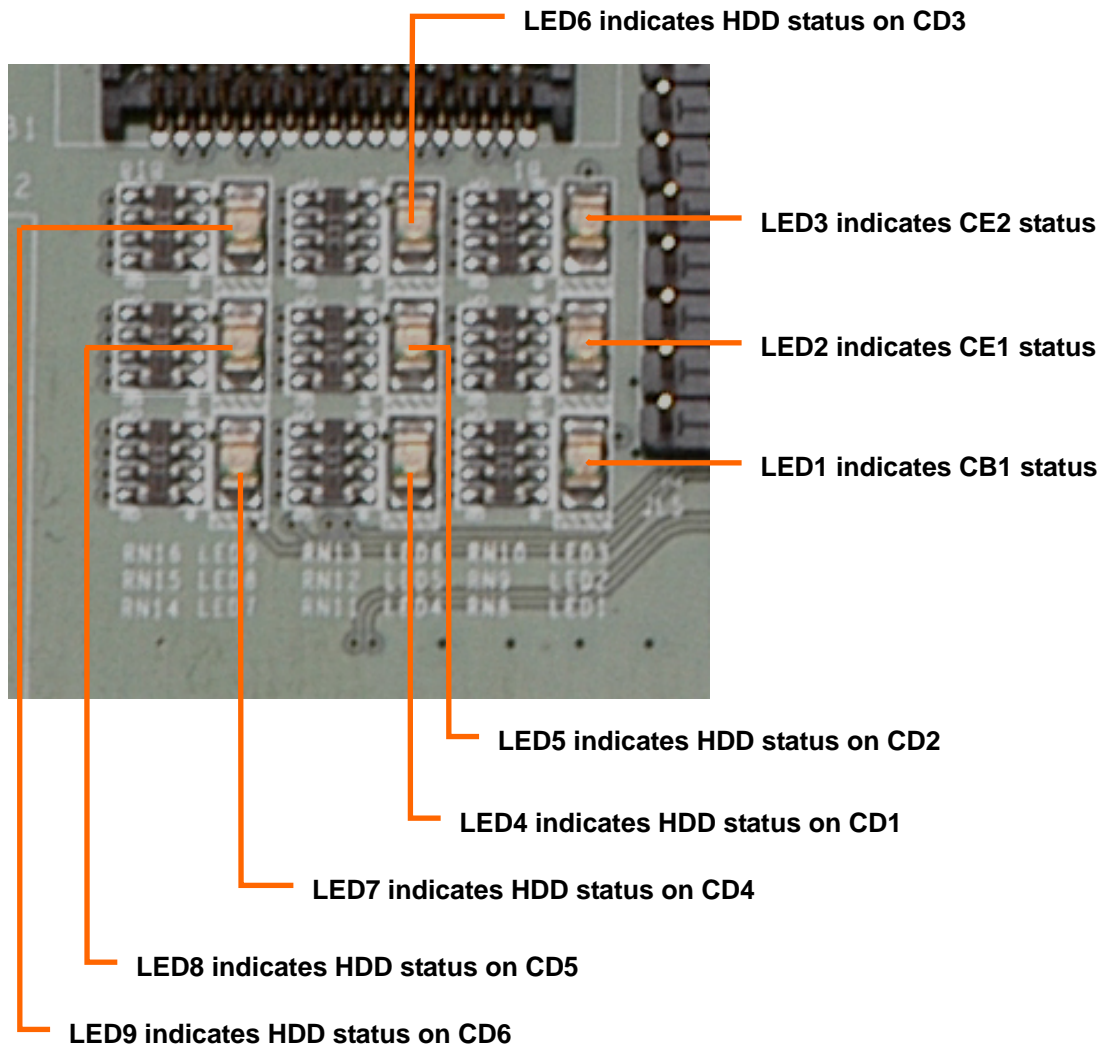 LED6 indicates HDD status on CD3
LED3 indicates CE2 status
LED2 indicates CE1 status
LED1 indicates CB1 status
RN16 LED9 RN13 LED6 RN10 LED3
RN15 LED8 RN12 LED5 RN9 LED2
RN14 LED7 RN11 LED4 RN8 LED1
LED5 indicates HDD status on CD2
LED4 indicates HDD status on CD1
LED7 indicates HDD status on CD4
LED8 indicates HDD status on CD5
LED9 indicates HDD status on CD6